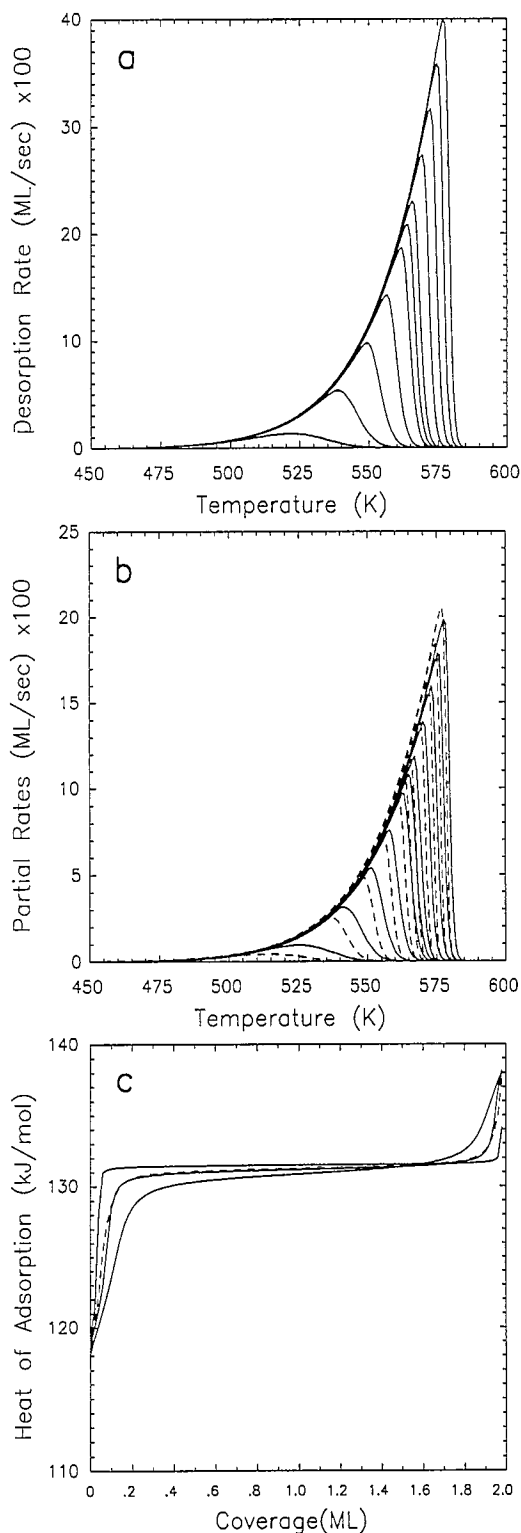 a
Desorption Rate (ML/sec) x100
40
30
20
10
0
450 475 500 525 550 575 600
Temperature (K)
b
Partial Rates (ML/sec) x100
25
20
15
10
5
0
450 475 500 525 550 575 600
Temperature (K)
c
Heat of Adsorption (kJ/mol)
140
130
120
110
0 .2 .4 .6 .8 1.0 1.2 1.4 1.6 1.8 2.0
Coverage(ML)